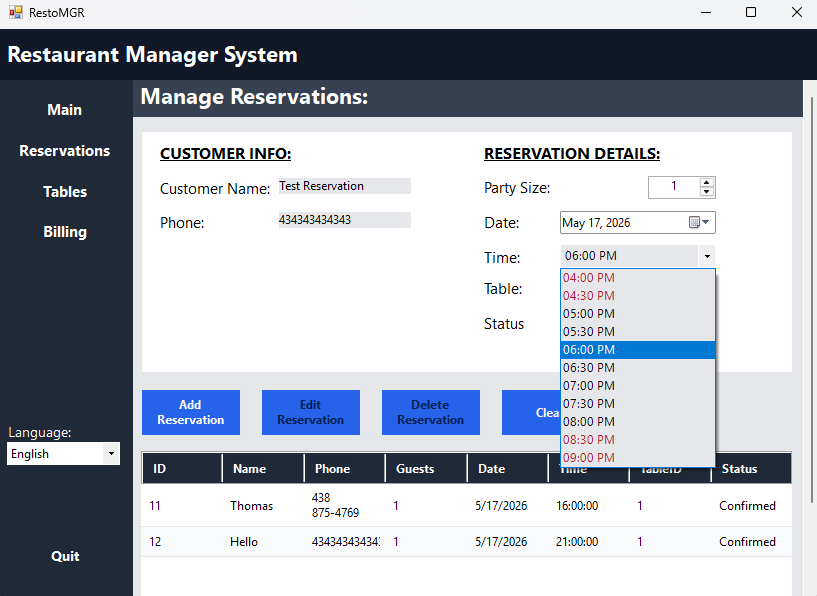 RestoMGR
Restaurant Manager System
Main
Reservations
Tables
Billing
Language:
English
Quit
Manage Reservations:
CUSTOMER INFO:
Customer Name: Test Reservation
Phone: 434343434343
RESERVATION DETAILS:
Party Size: 1
Date: May 17, 2026
Time: 06:00 PM
Table:
Status
04:00 PM
04:30 PM
05:00 PM
05:30 PM
06:00 PM
06:30 PM
07:00 PM
07:30 PM
08:00 PM
08:30 PM
09:00 PM
Add
Reservation
Edit
Reservation
Delete
Reservation
Clea
ID Name Phone Guests Date Time TableID Status
11 Thomas 438 875-4769 1 5/17/2026 16:00:00 1 Confirmed
12 Hello 434343434343 1 5/17/2026 21:00:00 1 Confirmed